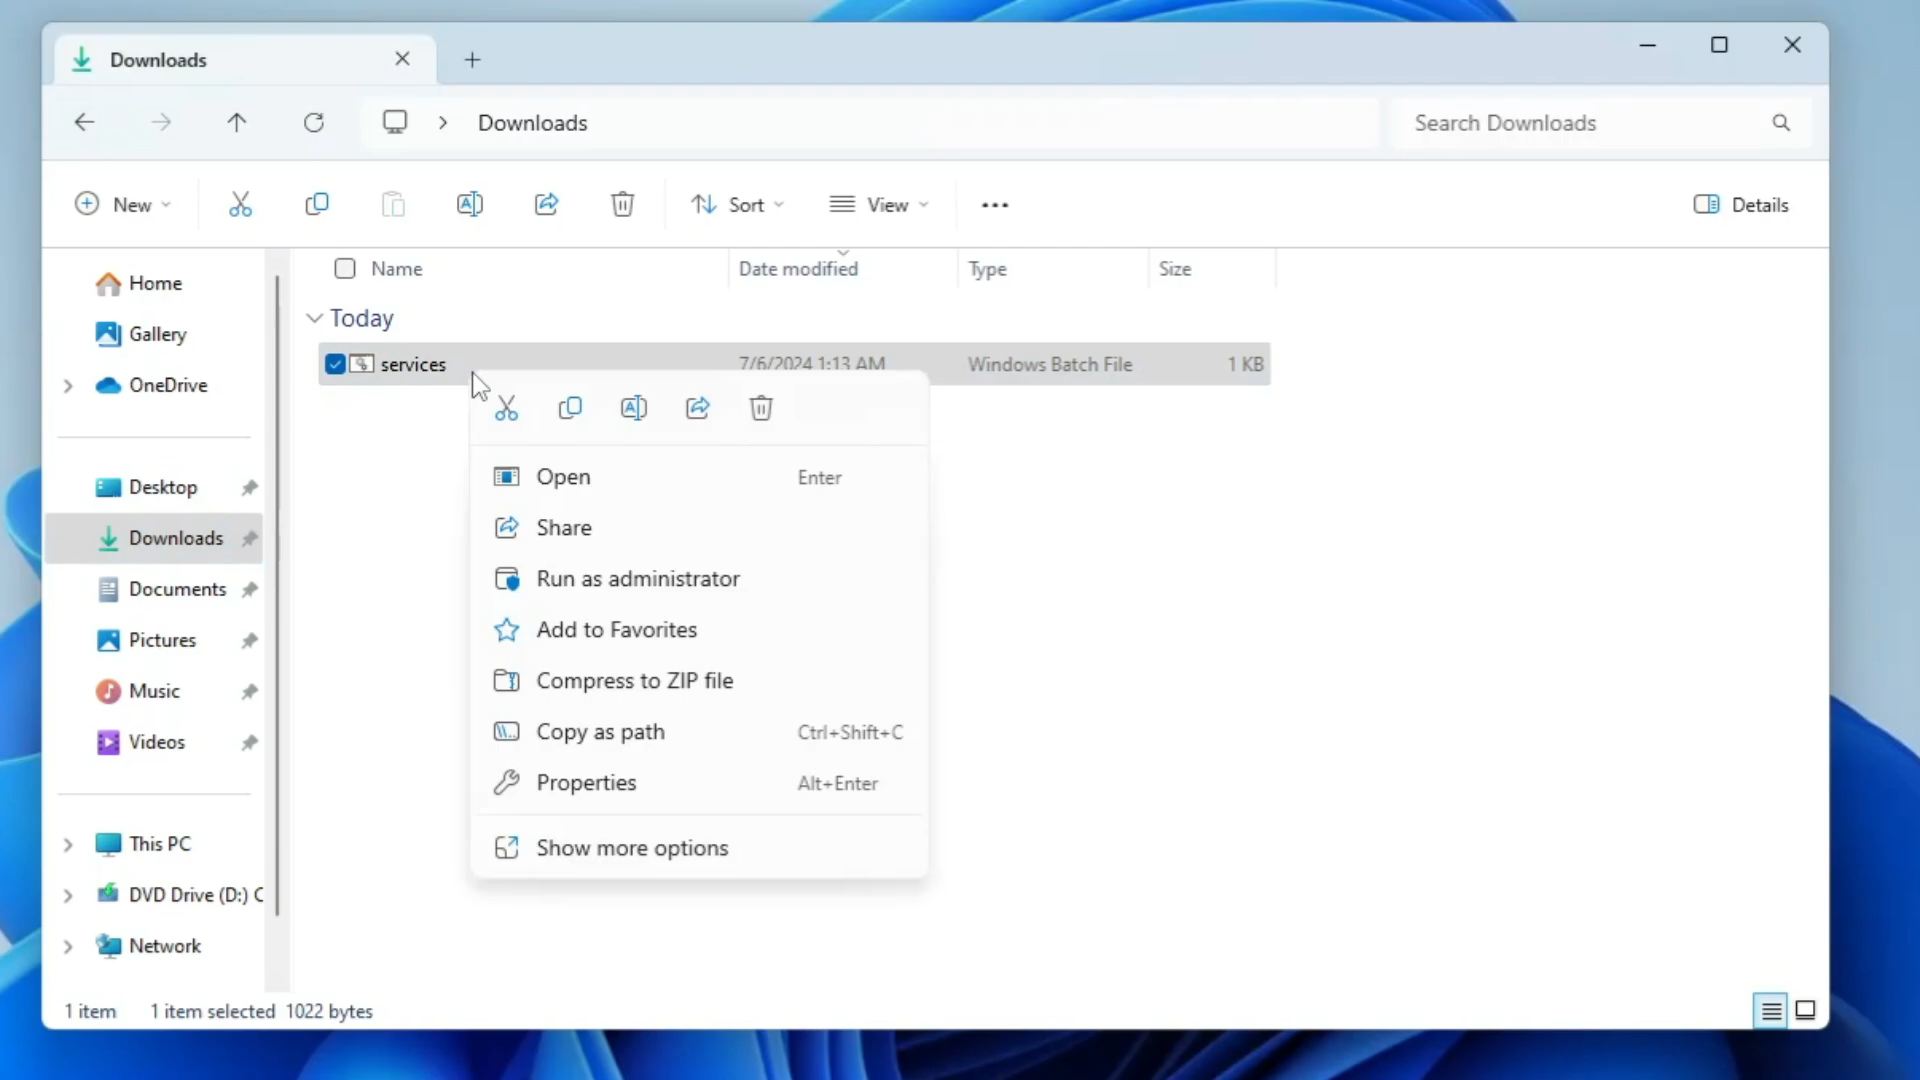 Downloads
Downloads
Search Downloads
New
Sort
View
Details
Name
Date modified
Type
Size
Today
services
7/6/2024 1:13 AM
Windows Batch File
1 KB
Home
Gallery
OneDrive
Desktop
Downloads
Documents
Pictures
Music
Videos
This PC
DVD Drive (D:) C
Network
Open
Enter
Share
Run as administrator
Add to Favorites
Compress to ZIP file
Copy as path
Ctrl+Shift+C
Properties
Alt+Enter
Show more options
1 item
1 item selected 1022 bytes